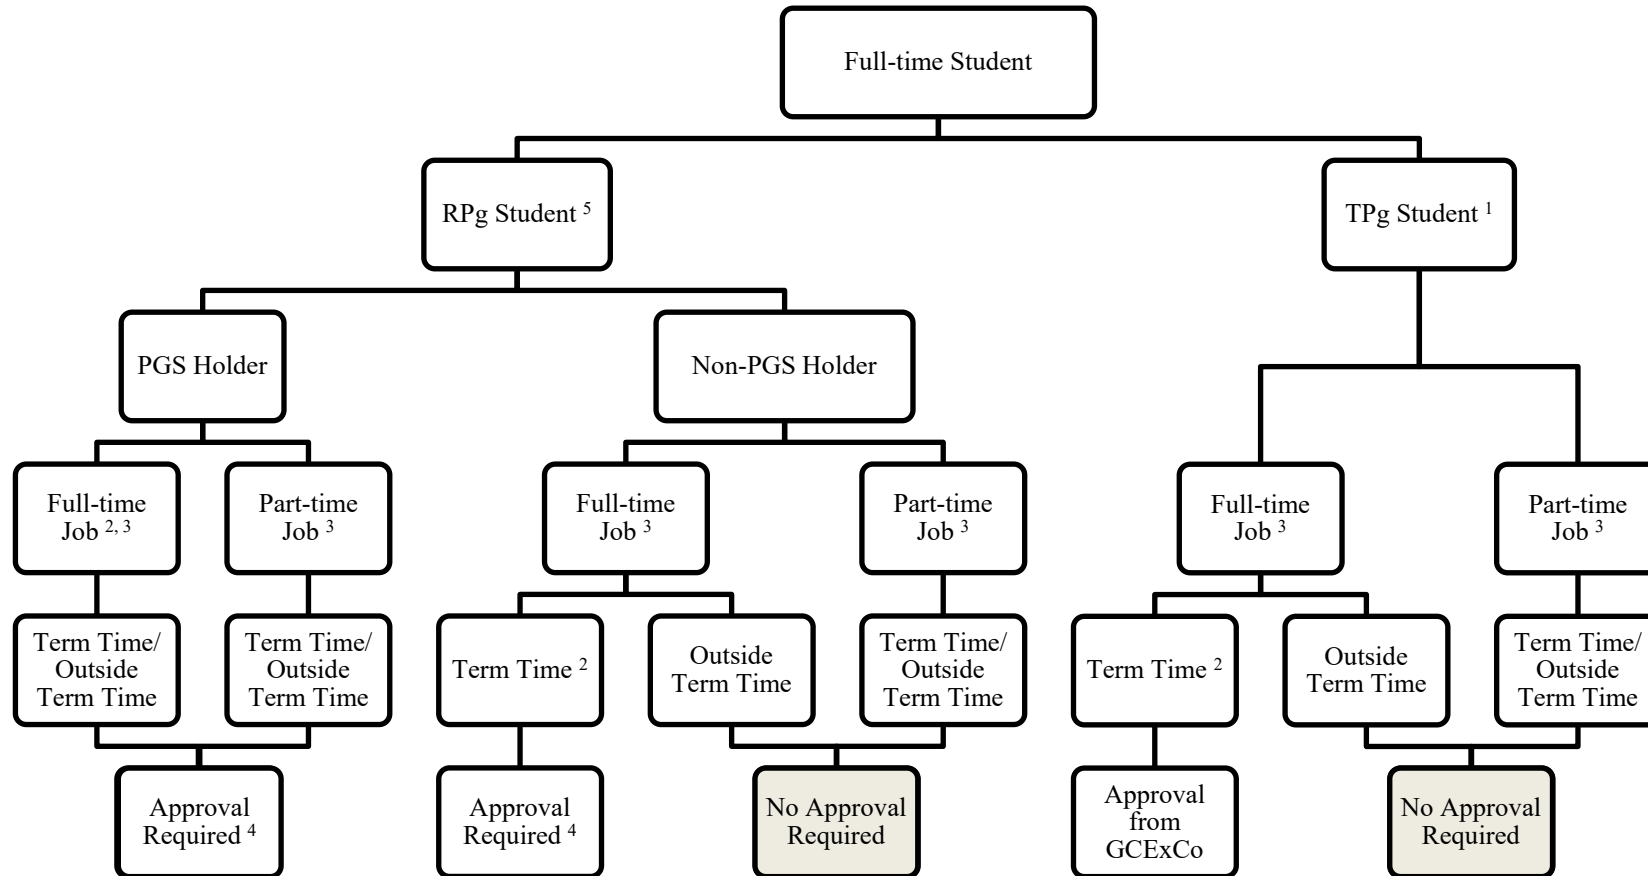 Full-time Student
RPg Student 5
TPg Student 1
PGS Holder
Non-PGS Holder
Full-time
Job 2, 3
Part-time
Job 3
Full-time
Job 3
Part-time
Job 3
Full-time
Job 3
Part-time
Job 3
Term Time/
Outside
Term Time
Term Time/
Outside
Term Time
Term Time 2
Outside
Term Time
Term Time/
Outside
Term Time
Term Time 2
Outside
Term Time
Term Time/
Outside
Term Time
Approval
Required 4
Approval
Required 4
No Approval
Required
Approval
from
GCExCo
No Approval
Required